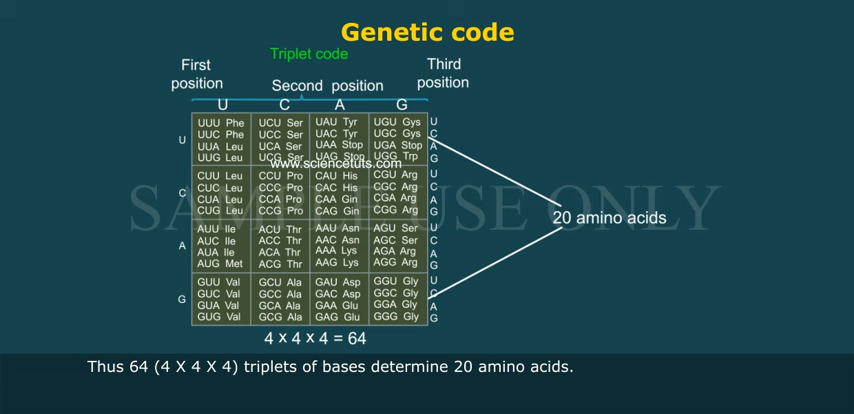 Genetic code
Triplet code
First position
Second position
Third position
U C A G
U
UUU Phe UCU Ser UAU Tyr UGU Gys U
UUC Phe UCC Ser UAC Tyr UGC Gys C
UUA Leu UCA Ser UAA Stop UGA Stop A
UUG Leu UCG Ser UAG Stop UGG Trp G
www.sciencetuts.com
C
CUU Leu CCU Pro CAU His CGU Arg U
CUC Leu CCC Pro CAC His CGC Arg C
CUA Leu CCA Pro CAA Gin CGA Arg A
CUG Leu CCG Pro CAG Gin CGG Arg G
SAMPLE USE ONLY
20 amino acids
A
AUU Ile ACU Thr AAU Asn AGU Ser U
AUC Ile ACC Thr AAC Asn AGC Ser C
AUA Ile ACA Thr AAA Lys AGA Arg A
AUG Met ACG Thr AAG Lys AGG Arg G
G
GUU Val GCU Ala GAU Asp GGU Gly U
GUC Val GCC Ala GAC Asp GGC Gly C
GUA Val GCA Ala GAA Glu GGA Gly A
GUG Val GCG Ala GAG Glu GGG Gly G
4 x 4 x 4 = 64
Thus 64 (4 X 4 X 4) triplets of bases determine 20 amino acids.